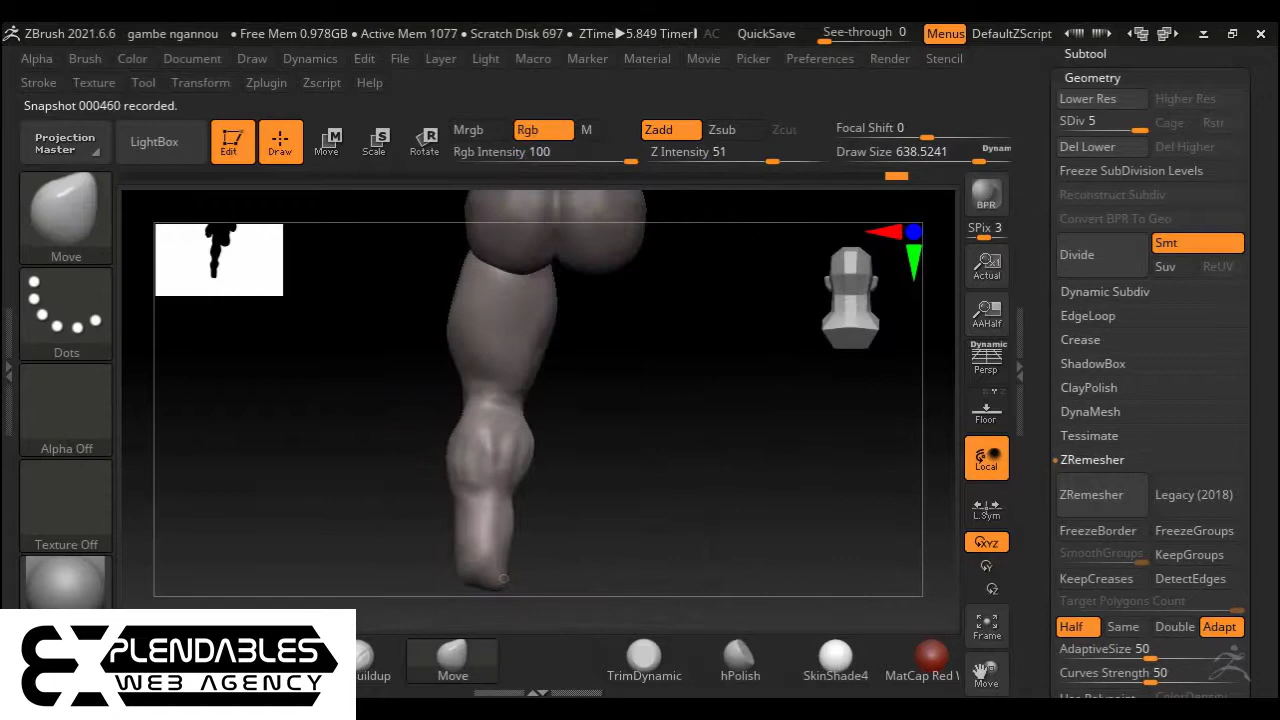 ZBrush 2021.6.6 gambe ngannou ● Free Mem 0.978GB ● Active Mem 1077 ● Scratch Disk 697 ● ZTime▶5.849 Timer AC QuickSave See-through 0 Menus DefaultZScript
Alpha Brush Color Document Draw Dynamics Edit File Layer Light Macro Marker Material Movie Picker Preferences Render Stencil
Stroke Texture Tool Transform Zplugin Zscript Help
Snapshot 000460 recorded.
Projection Master
LightBox
Edit
Draw
Move
Scale
Rotate
Mrgb Rgb M
Rgb Intensity 100
Zadd Zsub Zcut
Z Intensity 51
Focal Shift 0
Draw Size 638.5241 Dynam
Move
Dots
Alpha Off
Texture Off
BPR
SPix 3
Actual
AAHalf
Dynamic
Persp
Floor
Local
L.Sym
XYZ
Frame
Move
Subtool
Geometry
Lower Res Higher Res
SDiv 5 Cage Rstr
Del Lower Del Higher
Freeze SubDivision Levels
Reconstruct Subdiv
Convert BPR To Geo
Divide Smt
Suv ReUV
Dynamic Subdiv
EdgeLoop
Crease
ShadowBox
ClayPolish
DynaMesh
Tessimate
ZRemesher
ZRemesher Legacy (2018)
FreezeBorder FreezeGroups
SmoothGroups KeepGroups
KeepCreases DetectEdges
Target Polygons Count
Half Same Double Adapt
AdaptiveSize 50
Curves Strength 50
Use Polypaint ColorDensity
EXPLENDABLES
WEB AGENCY
Buildup Move TrimDynamic hPolish SkinShade4 MatCap Red W